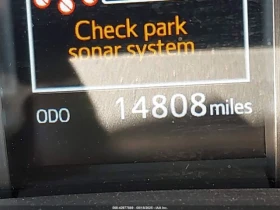 Check park
sonar system
ODO 14808 miles